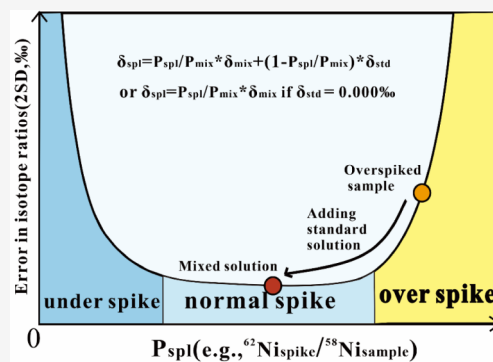 δspl=Pspl/Pmix*δmix+(1-Pspl/Pmix)*δstd
or δspl=Pspl/Pmix*δmix if δstd = 0.000‰
Error in isotope ratios(2SD,‰)
Overspiked
sample
Adding
standard
solution
Mixed solution
under spike
normal spike
over spike
0
Pspl(e.g.,⁶²Nispike/⁵⁸Nisample)